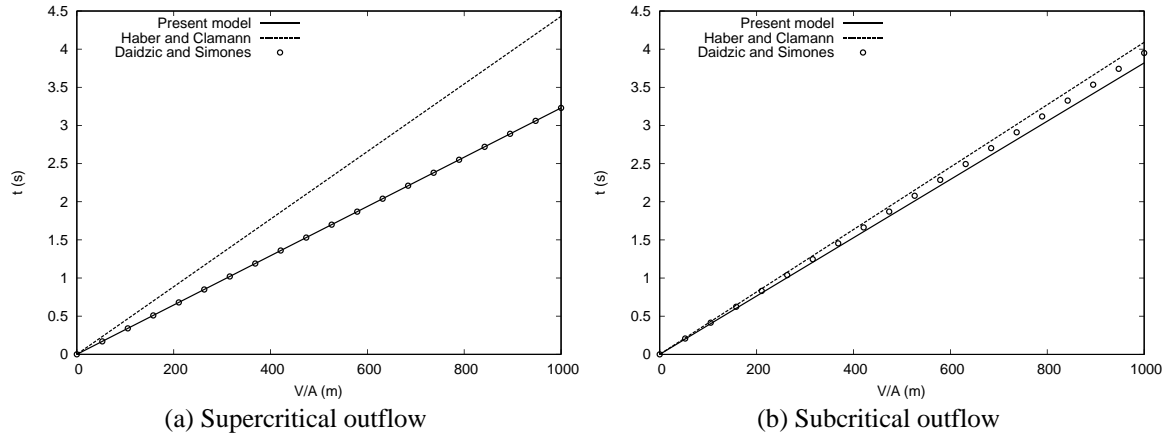 4.5
4
3.5
3
2.5
2
1.5
1
0.5
0
t (s)
0 200 400 600 800 1000
V/A (m)
Present model
Haber and Clamann
Daidzic and Simones
(a) Supercritical outflow
4.5
4
3.5
3
2.5
2
1.5
1
0.5
0
t (s)
0 200 400 600 800 1000
V/A (m)
Present model
Haber and Clamann
Daidzic and Simones
(b) Subcritical outflow